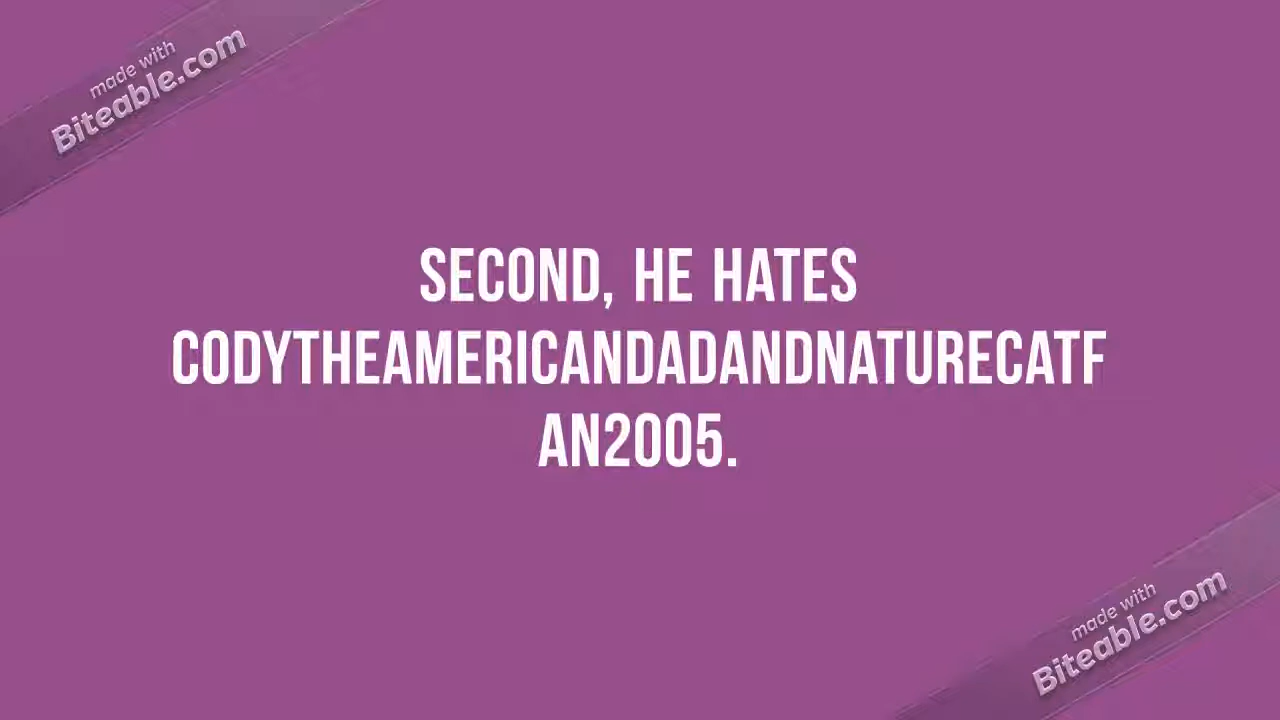 made with
Biteable.com
SECOND, HE HATES
CODYTHEAMERICANDADANDNATURECATF
AN2005.
made with
Biteable.com